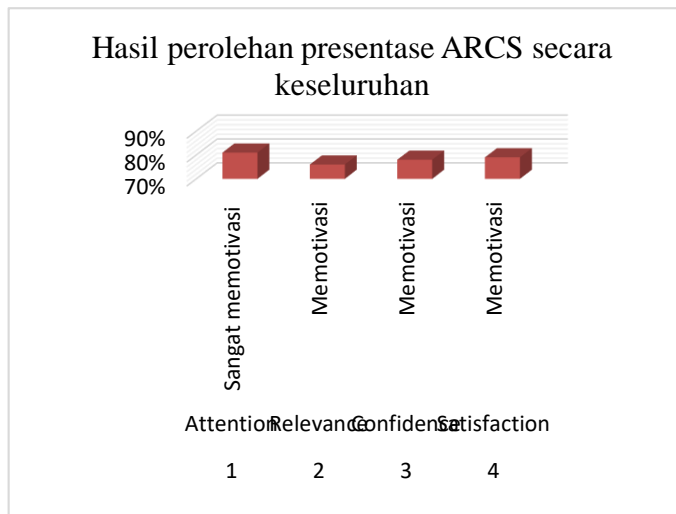 Hasil perolehan presentase ARCS secara
keseluruhan
90%
80%
70%
Sangat memotivasi
Memotivasi
Memotivasi
Memotivasi
Attention Relevance Confidence Satisfaction
1 2 3 4